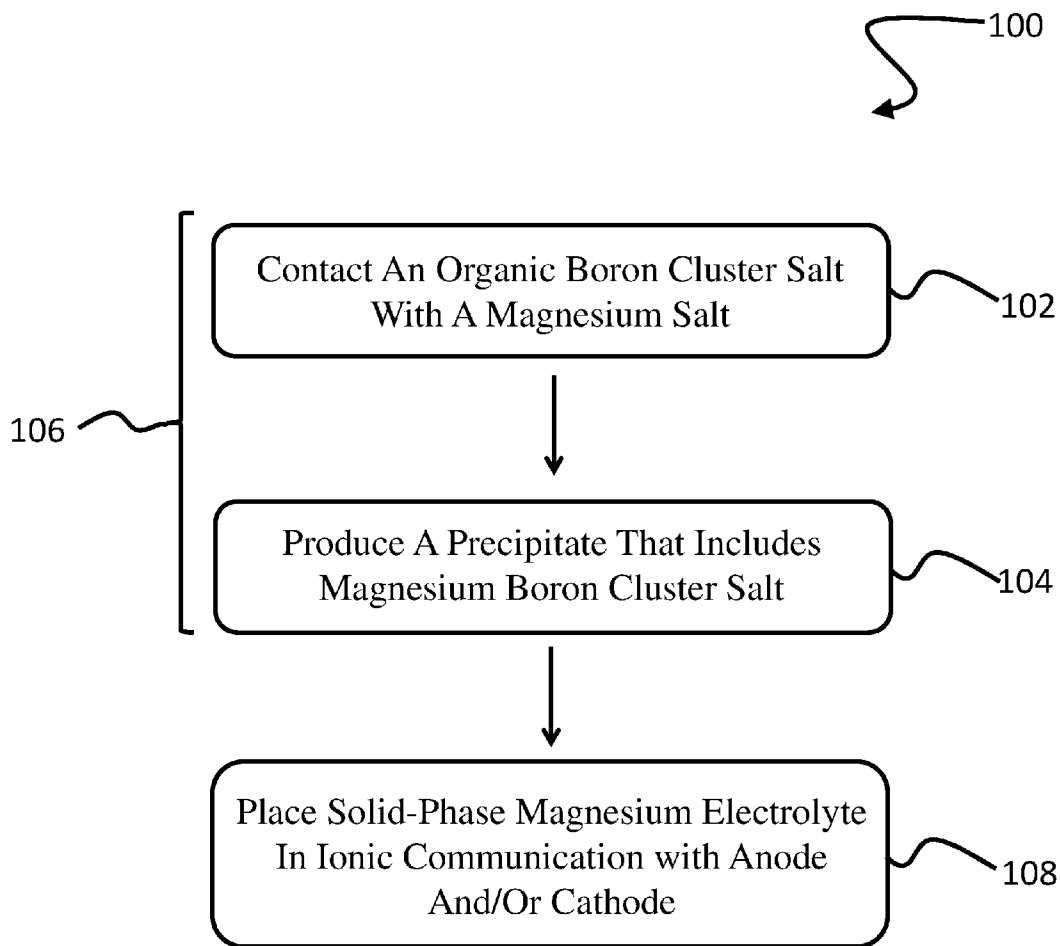 100
Contact An Organic Boron Cluster Salt
With A Magnesium Salt
102
106
Produce A Precipitate That Includes
Magnesium Boron Cluster Salt
104
Place Solid-Phase Magnesium Electrolyte
In Ionic Communication with Anode
And/Or Cathode
108